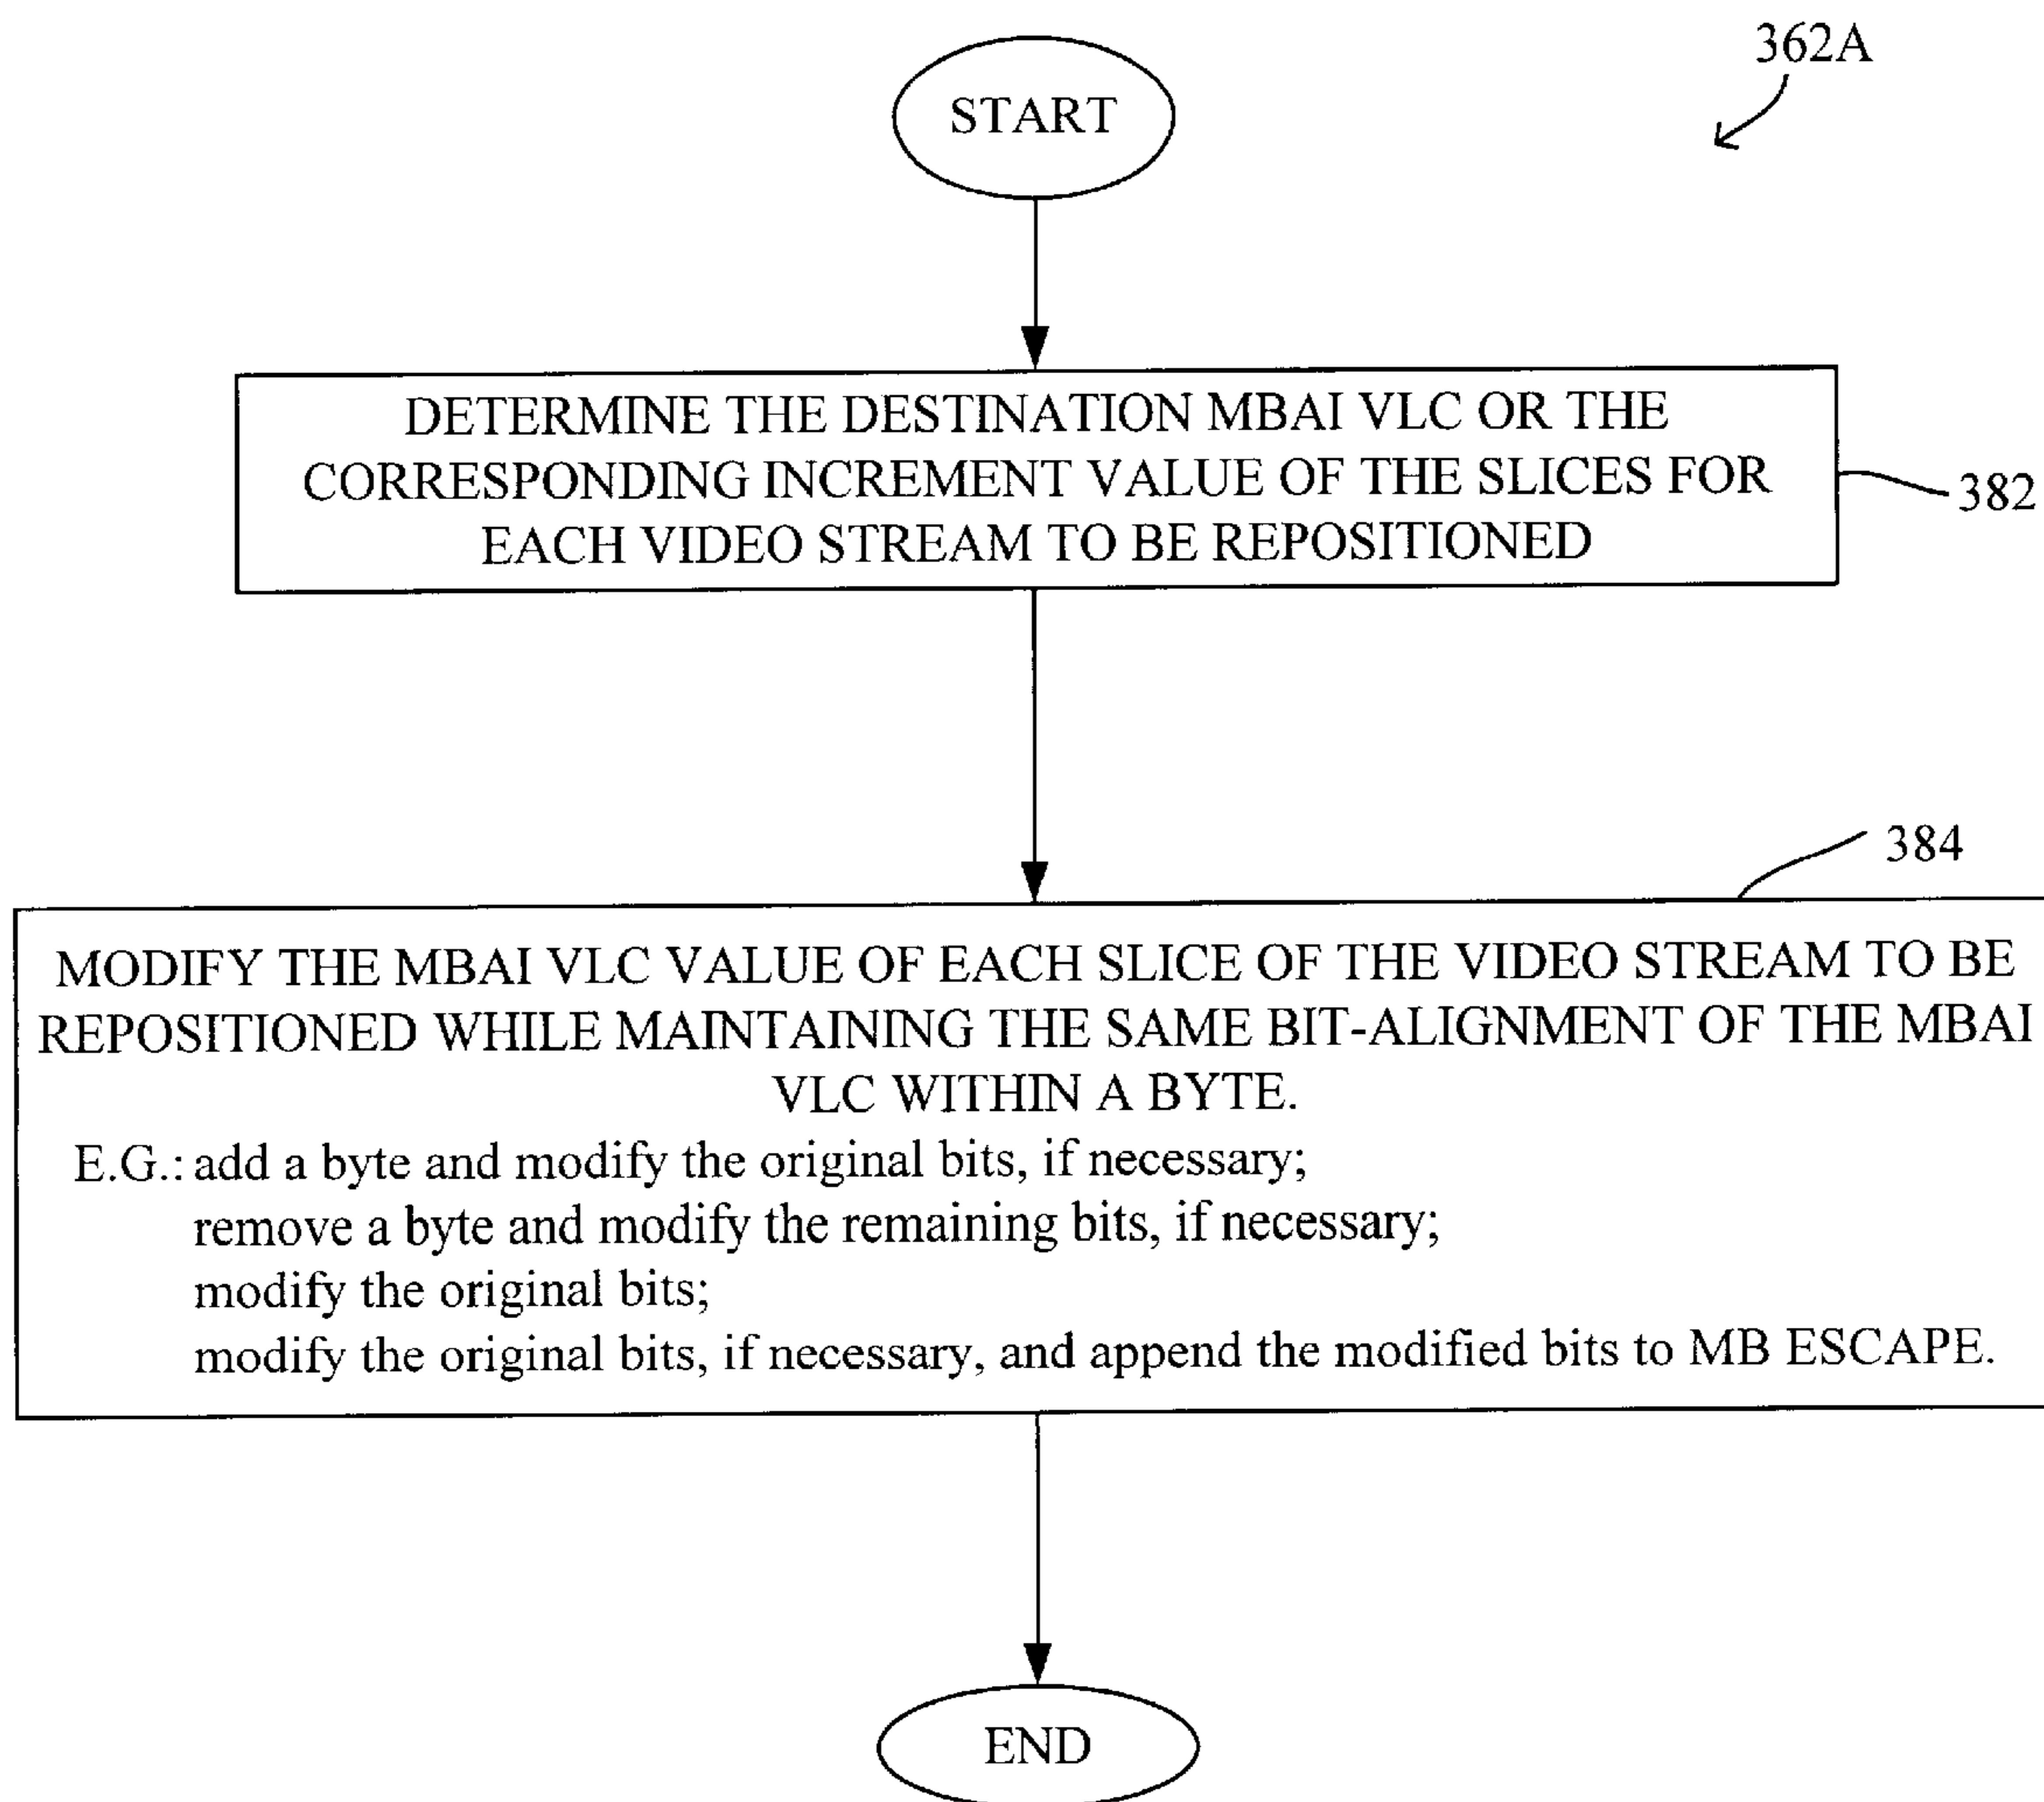 362A
START
DETERMINE THE DESTINATION MBAI VLC OR THE
CORRESPONDING INCREMENT VALUE OF THE SLICES FOR
EACH VIDEO STREAM TO BE REPOSITIONED
382
384
MODIFY THE MBAI VLC VALUE OF EACH SLICE OF THE VIDEO STREAM TO BE
REPOSITIONED WHILE MAINTAINING THE SAME BIT-ALIGNMENT OF THE MBAI
VLC WITHIN A BYTE.
E.G.: add a byte and modify the original bits, if necessary;
remove a byte and modify the remaining bits, if necessary;
modify the original bits;
modify the original bits, if necessary, and append the modified bits to MB ESCAPE.
END